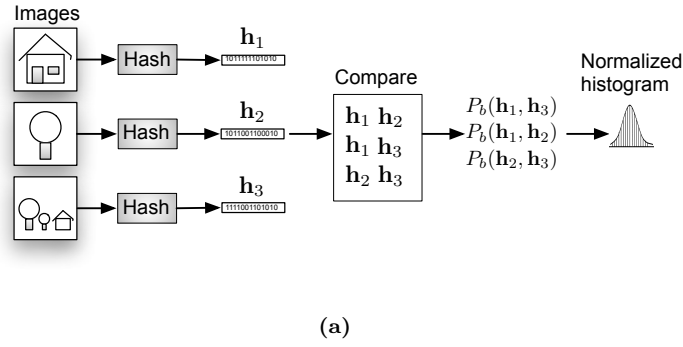 Images
Hash
h1
1011111101010
Hash
h2
1011001100010
Hash
h3
1111001101010
Compare
h1 h2
h1 h3
h2 h3
Pb(h1, h3)
Pb(h1, h2)
Pb(h2, h3)
Normalized
histogram
(a)